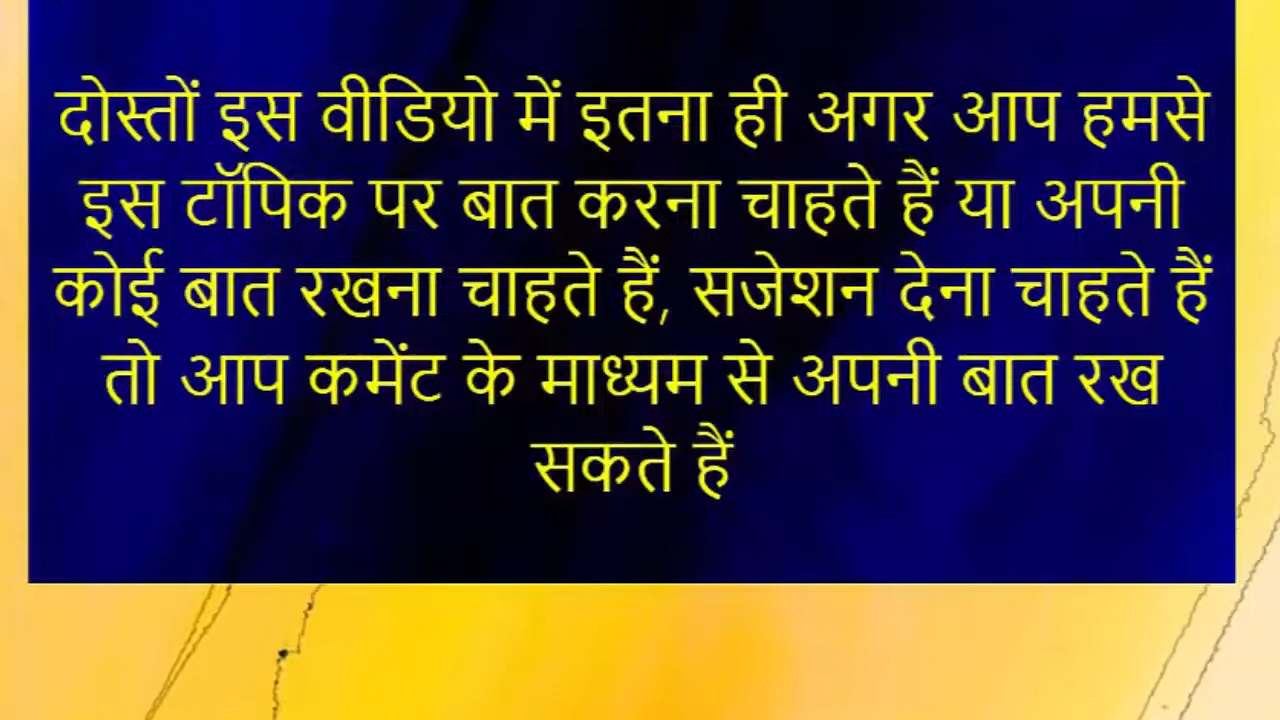 दोस्तों इस वीडियो में इतना ही अगर आप हमसे
इस टॉपिक पर बात करना चाहते हैं या अपनी
कोई बात रखना चाहते हैं, सजेशन देना चाहते हैं
तो आप कमेंट के माध्यम से अपनी बात रख
सकते हैं